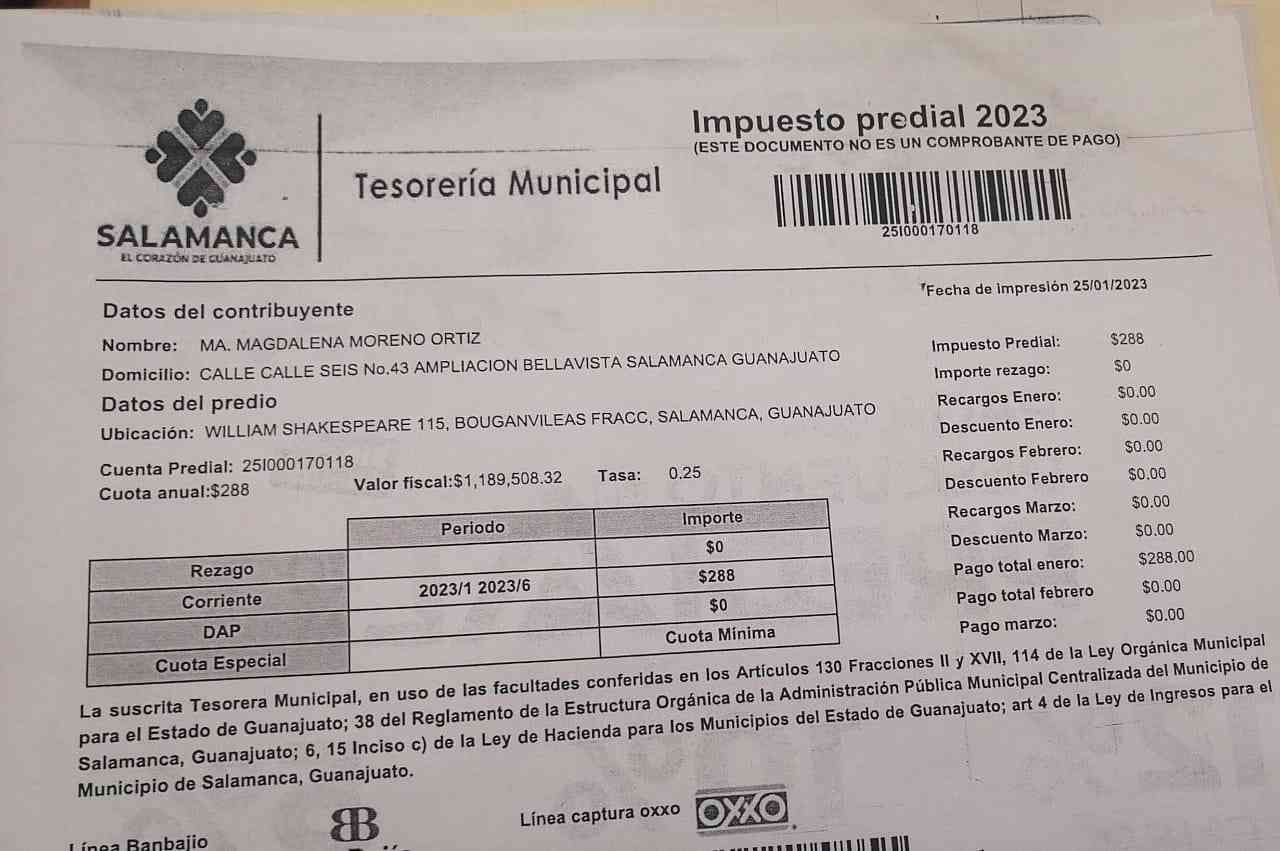 SALAMANCA
EL CORAZÓN DE GUANAJUATO
Tesorería Municipal
Impuesto predial 2023
(ESTE DOCUMENTO NO ES UN COMPROBANTE DE PAGO)
25I000170118
Datos del contribuyente
Nombre: MA. MAGDALENA MORENO ORTIZ
Domicilio: CALLE CALLE SEIS No.43 AMPLIACION BELLAVISTA SALAMANCA GUANAJUATO
Datos del predio
Ubicación: WILLIAM SHAKESPEARE 115, BOUGANVILEAS FRACC, SALAMANCA, GUANAJUATO
Cuenta Predial: 25I000170118
Cuota anual:$288 Valor fiscal:$1,189,508.32 Tasa: 0.25
Fecha de impresión 25/01/2023
Impuesto Predial: $288
Importe rezago: $0
Recargos Enero: $0.00
Descuento Enero: $0.00
Recargos Febrero: $0.00
Descuento Febrero $0.00
Recargos Marzo: $0.00
Descuento Marzo: $0.00
Pago total enero: $288.00
Pago total febrero $0.00
Pago marzo: $0.00
Periodo Importe
Rezago $0
Corriente 2023/1 2023/6 $288
DAP $0
Cuota Especial Cuota Mínima
La suscrita Tesorera Municipal, en uso de las facultades conferidas en los Artículos 130 Fracciones II y XVII, 114 de la Ley Orgánica Municipal
para el Estado de Guanajuato; 38 del Reglamento de la Estructura Orgánica de la Administración Pública Municipal Centralizada del Municipio de
Salamanca, Guanajuato; 6, 15 Inciso c) de la Ley de Hacienda para los Municipios del Estado de Guanajuato; art 4 de la Ley de Ingresos para el
Municipio de Salamanca, Guanajuato.
Línea Banbajio
Línea captura oxxo OXXO